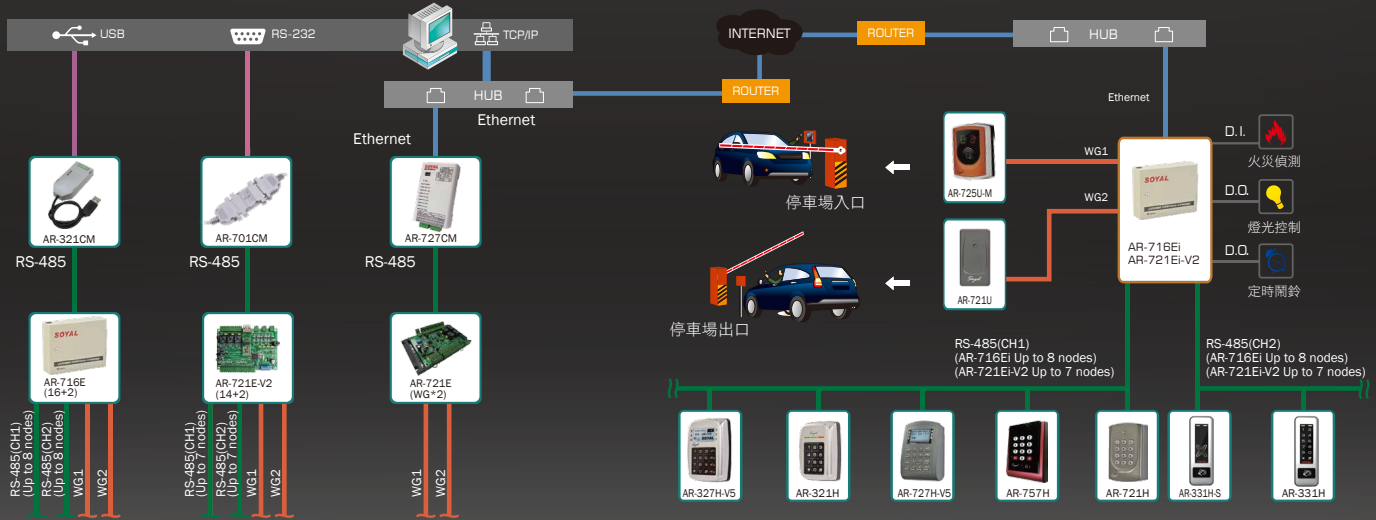 USB
RS-232
TCP/IP
HUB
Ethernet
Ethernet
INTERNET
ROUTER
ROUTER
HUB
Ethernet
AR-321CM
RS-485
AR-701CM
RS-485
AR-727CM
RS-485
SOYAL
AR-716E
(16+2)
AR-721E-V2
(14+2)
AR-721E
(WG*2)
RS-485(CH1)
(Up to 8 nodes)
RS-485(CH2)
(Up to 8 nodes)
WG1
WG2
RS-485(CH1)
(Up to 7 nodes)
RS-485(CH2)
(Up to 7 nodes)
WG1
WG2
WG1
WG2
SOYAL
停車場入口
停車場出口
AR-725U-M
AR-721U
WG1
WG2
SOYAL
AR-716Ei
AR-721Ei-V2
D.I.
火災偵測
D.O.
燈光控制
D.O.
定時鬧鈴
RS-485(CH1)
(AR-716Ei Up to 8 nodes)
(AR-721Ei-V2 Up to 7 nodes)
RS-485(CH2)
(AR-716Ei Up to 8 nodes)
(AR-721Ei-V2 Up to 7 nodes)
SOYAL
AR-327H-V5
AR-321H
AR-727H-V5
AR-757H
AR-721H
AR-331H-S
AR-331H